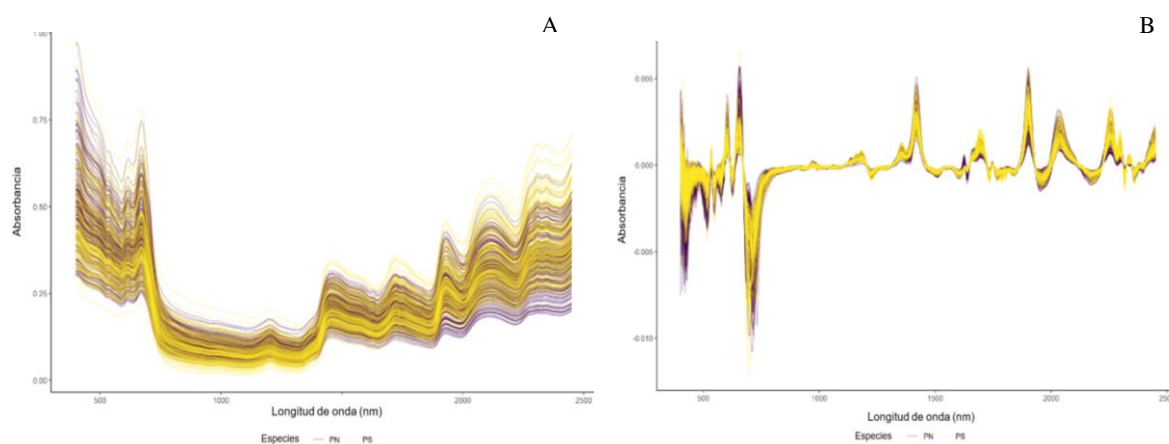 A
1.00
0.75
0.50
0.25
0.00
Absorbancia
500
1000
2000
2500
Longitud de onda (nm)
Especies PN PS
B
0.005
0.000
-0.005
-0.010
Absorbancia
500
1000
1500
2000
250
Longitud de onda (nm)
Especies PN PS